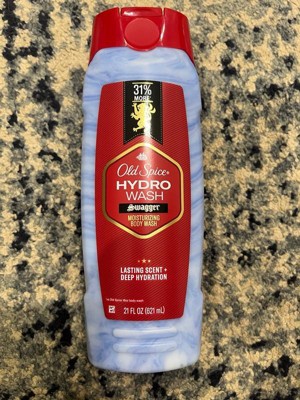 31%
MORE*
Old Spice
HYDRO
WASH
Swagger
MOISTURIZING
BODY WASH
LASTING SCENT +
DEEP HYDRATION
21 FL OZ (621 mL)